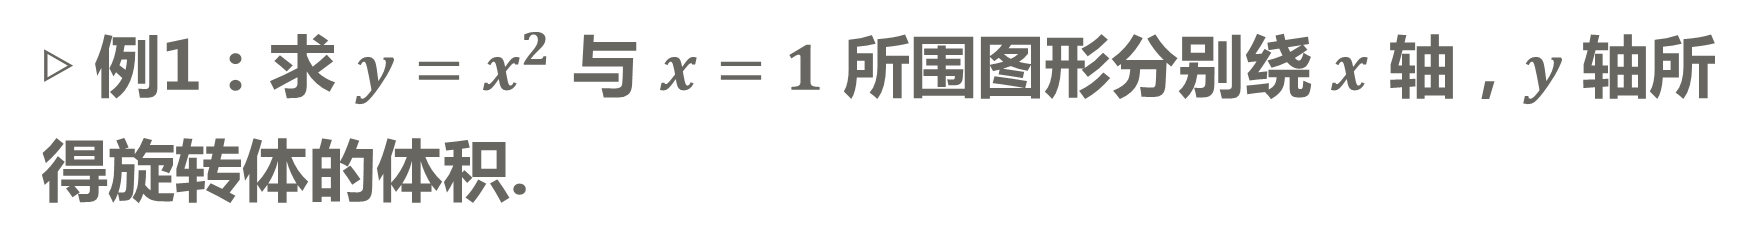 ▷ 例1：求 y = x² 与 x = 1 所围图形分别绕 x 轴，y 轴所
得旋转体的体积.